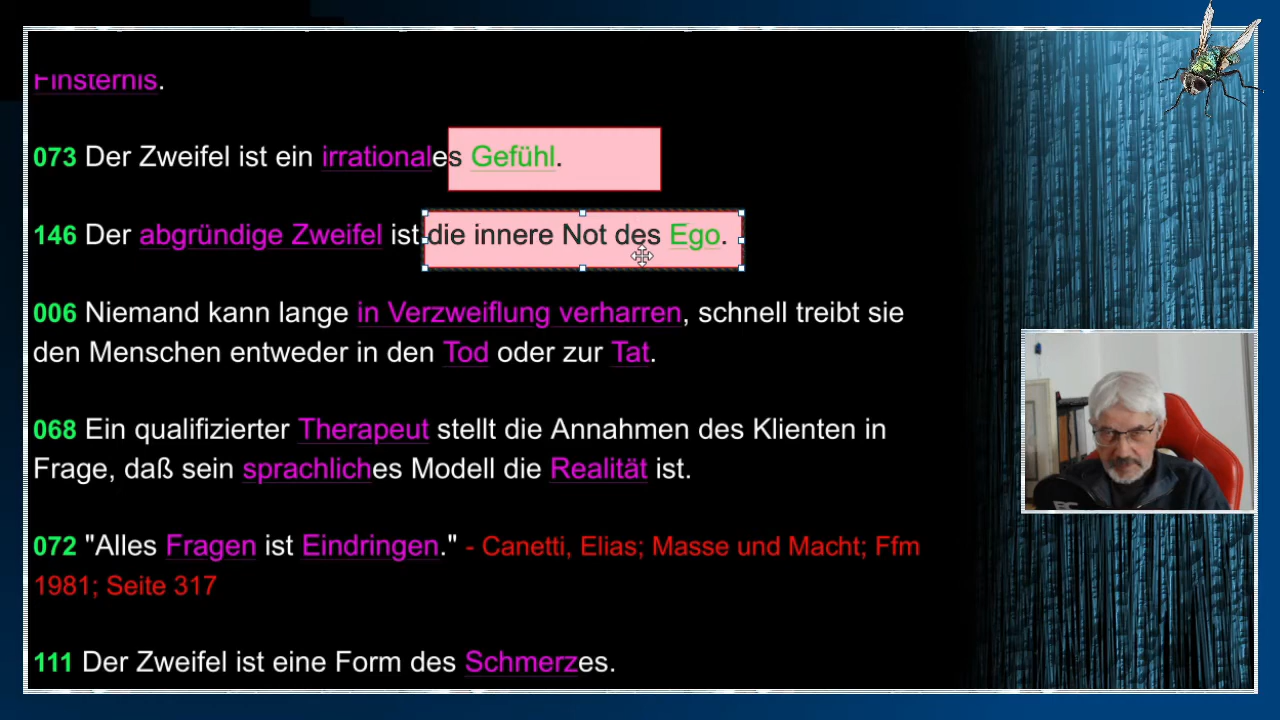 Finsternis.
073 Der Zweifel ist ein irrationales Gefühl.
146 Der abgründige Zweifel ist die innere Not des Ego.
006 Niemand kann lange in Verzweiflung verharren, schnell treibt sie
den Menschen entweder in den Tod oder zur Tat.
068 Ein qualifizierter Therapeut stellt die Annahmen des Klienten in
Frage, daß sein sprachliches Modell die Realität ist.
072 "Alles Fragen ist Eindringen." - Canetti, Elias; Masse und Macht; Ffm
1981; Seite 317
111 Der Zweifel ist eine Form des Schmerzes.